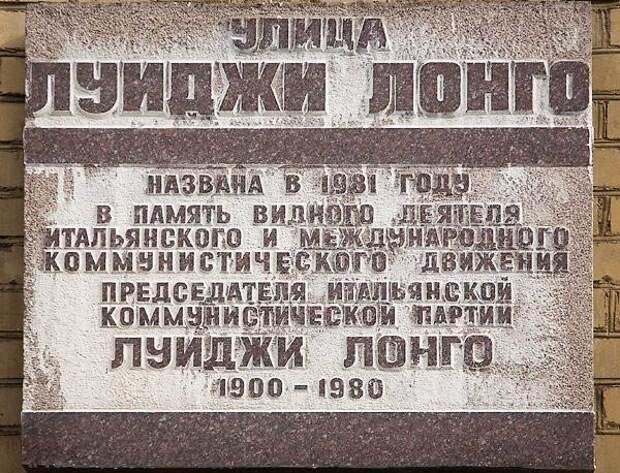 УЛИЦА
ЛУИДЖИ ЛОНГО
НАЗВАНА В 1981 ГОДУ
В ПАМЯТЬ ВИДНОГО ДЕЯТЕЛЯ
ИТАЛЬЯНСКОГО И МЕЖДУНАРОДНОГО
КОММУНИСТИЧЕСКОГО ДВИЖЕНИЯ
ПРЕДСЕДАТЕЛЯ ИТАЛЬЯНСКОЙ
КОММУНИСТИЧЕСКОЙ ПАРТИИ
ЛУИДЖИ ЛОНГО
1900 - 1980